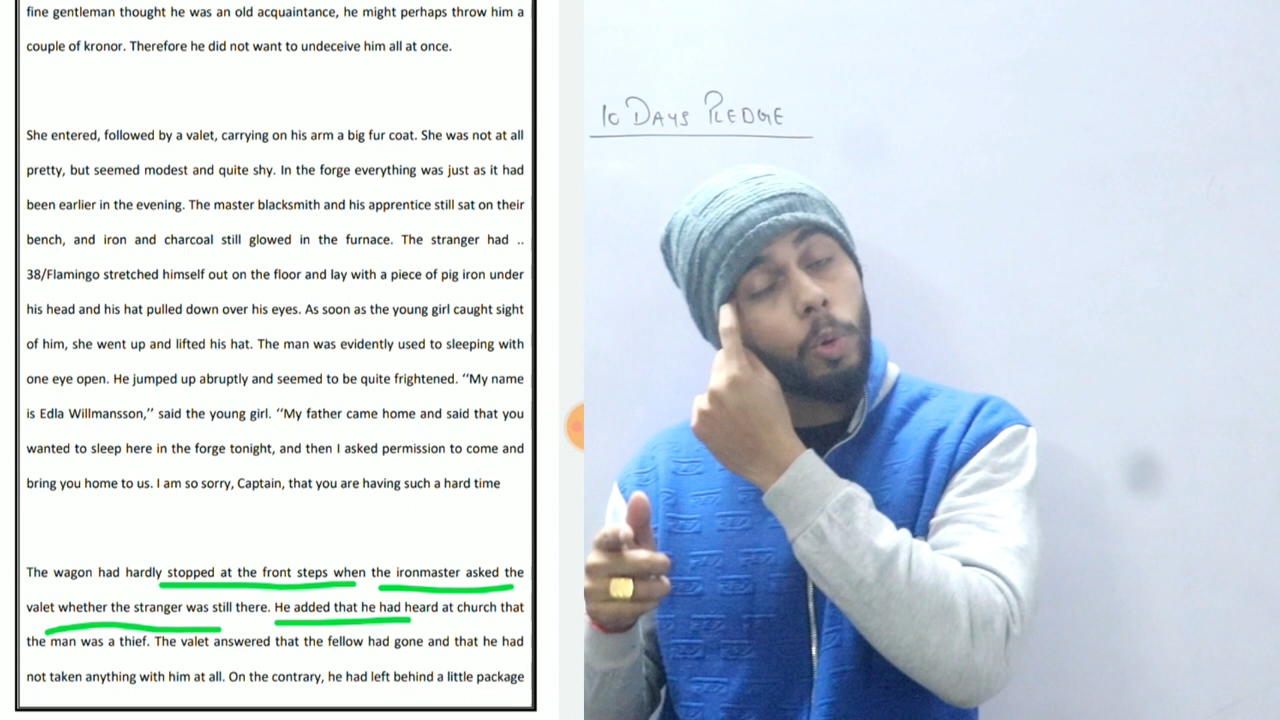 fine gentleman thought he was an old acquaintance, he might perhaps throw him a
couple of kronor. Therefore he did not want to undeceive him all at once.
She entered, followed by a valet, carrying on his arm a big fur coat. She was not at all
pretty, but seemed modest and quite shy. In the forge everything was just as it had
been earlier in the evening. The master blacksmith and his apprentice still sat on their
bench, and iron and charcoal still glowed in the furnace. The stranger had ..
38/Flamingo stretched himself out on the floor and lay with a piece of pig iron under
his head and his hat pulled down over his eyes. As soon as the young girl caught sight
of him, she went up and lifted his hat. The man was evidently used to sleeping with
one eye open. He jumped up abruptly and seemed to be quite frightened. “My name
is Edla Willmansson,” said the young girl. “My father came home and said that you
wanted to sleep here in the forge tonight, and then I asked permission to come and
bring you home to us. I am so sorry, Captain, that you are having such a hard time
The wagon had hardly stopped at the front steps when the ironmaster asked the
valet whether the stranger was still there. He added that he had heard at church that
the man was a thief. The valet answered that the fellow had gone and that he had
not taken anything with him at all. On the contrary, he had left behind a little package
10 DAYS PLEDGE